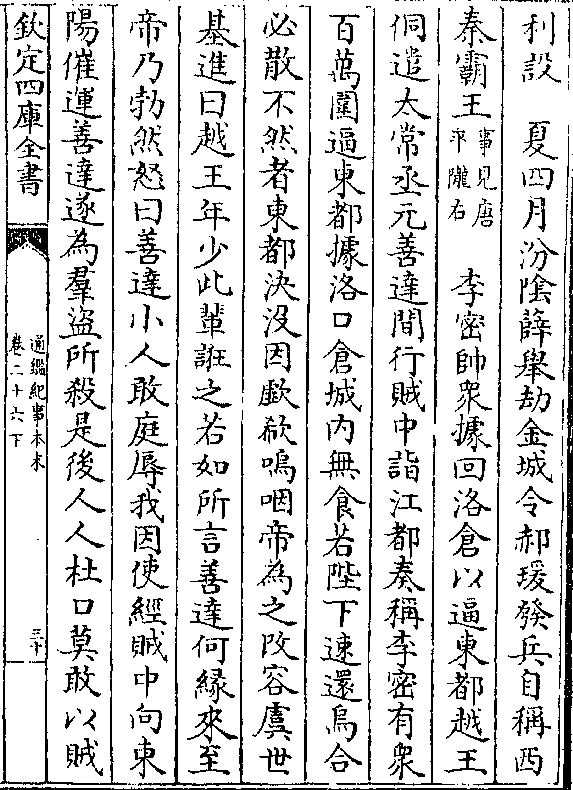 利設　夏四月汾陰薛舉劫金城令郝瑗發兵自稱西
秦霸王事見唐平隴右　李密帥衆據回洛倉以逼東都越王
侗遣太常丞元善達間行賊中詣江都奏稱李密有衆
百萬圍逼東都據洛口倉城内無食若陛下速還烏合
必散不然者東都決没因歔欷嗚咽帝為之改容虞世
基進曰越王年少此輩誑之若如所言善達何縁來至
帝乃勃然怒曰善達小人敢庭辱我因使經賊中向東
陽催運善達遂為羣盗所殺是後人人杜口莫敢以賊
欽定四庫全書
通鑑紀事本末
卷二十六下
三十